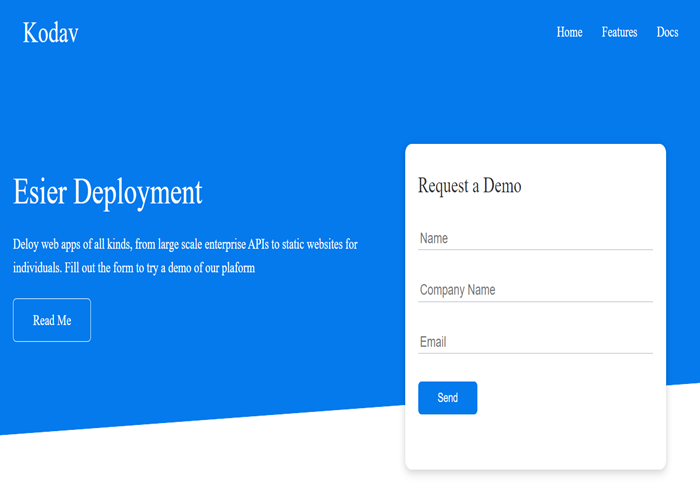 Kodav
Home Features Docs
Esier Deployment
Deloy web apps of all kinds, from large scale enterprise APIs to static websites for
individuals. Fill out the form to try a demo of our plaform
Read Me
Request a Demo
Name
Company Name
Email
Send